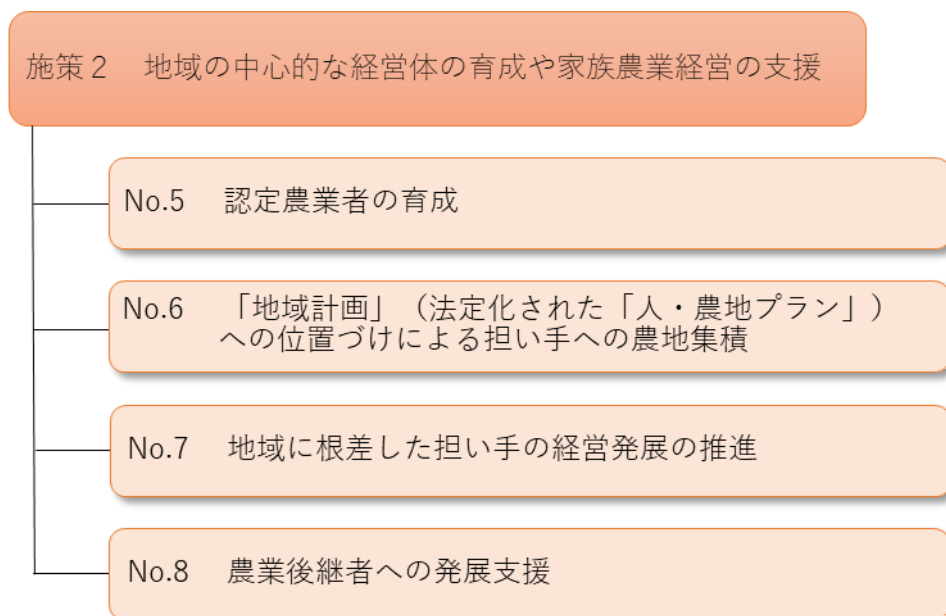 施策２　地域の中心的な経営体の育成や家族農業経営の支援
No.5　認定農業者の育成
No.6　「地域計画」（法定化された「人・農地プラン」）
への位置づけによる担い手への農地集積
No.7　地域に根差した担い手の経営発展の推進
No.8　農業後継者への発展支援